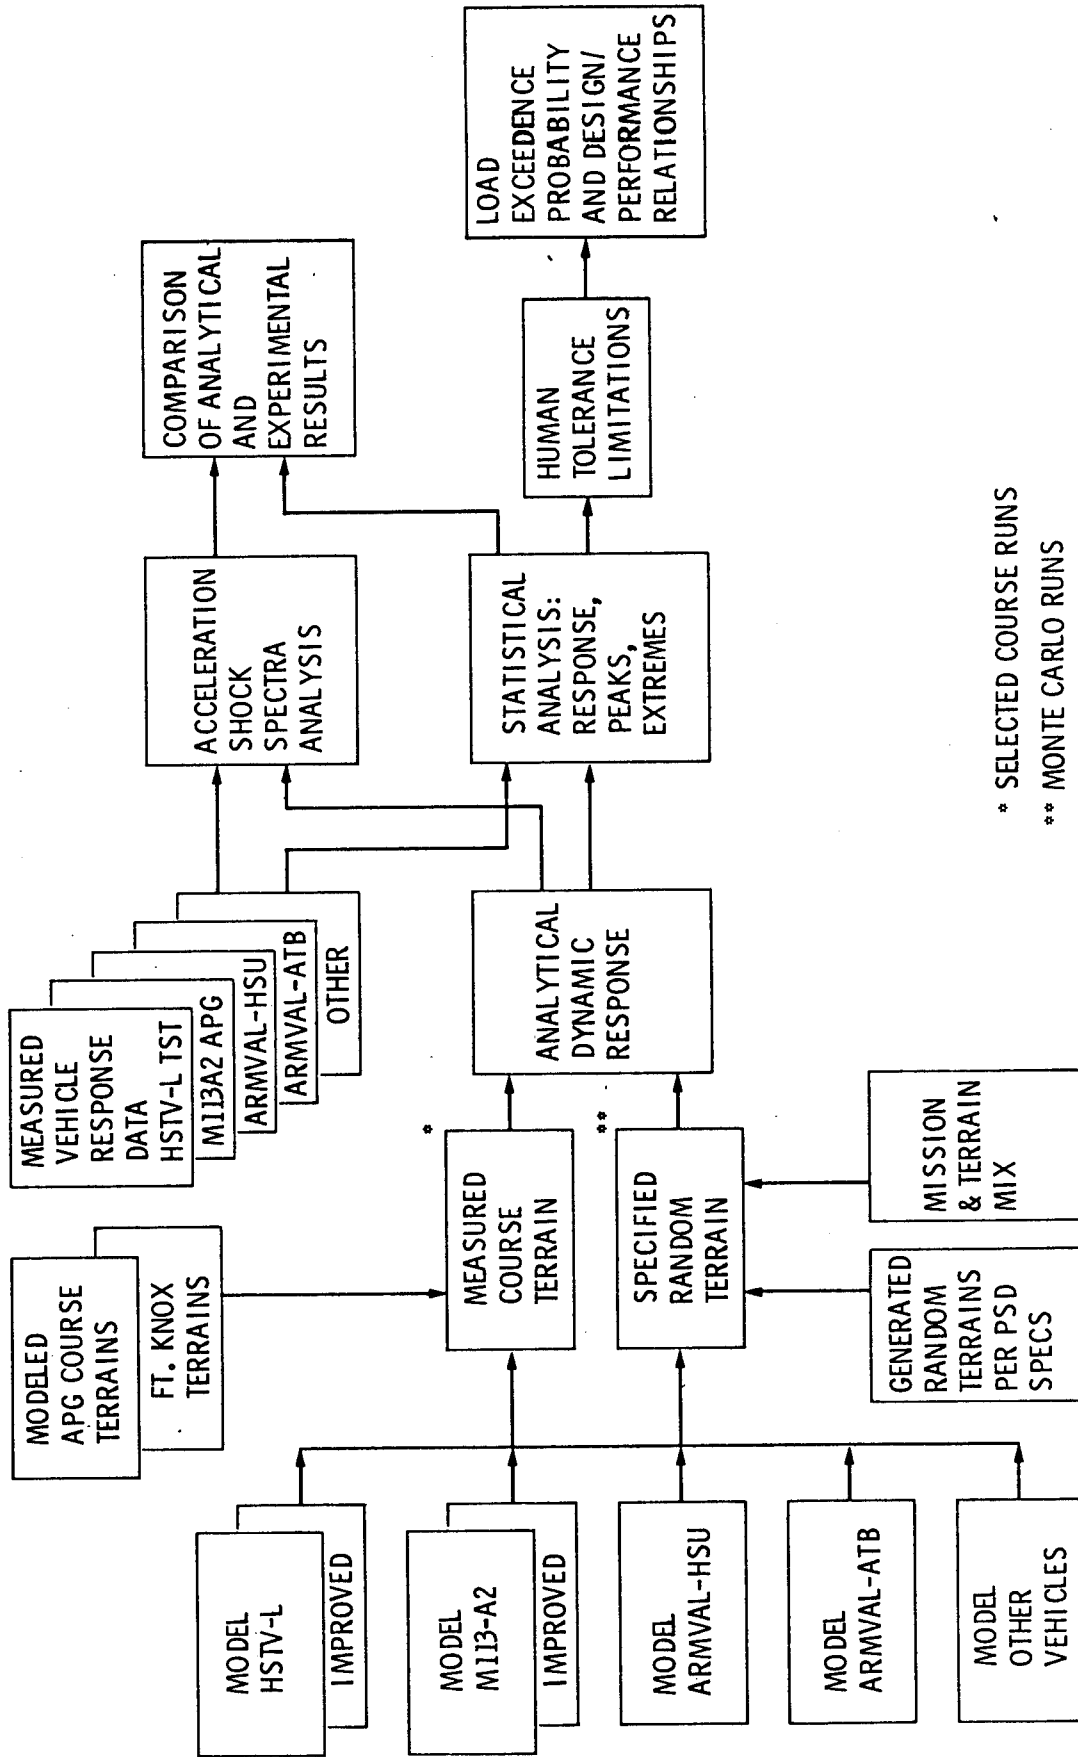 MODELED
APG COURSE
TERRAINS
FT. KNOX
TERRAINS
MEASURED
VEHICLE
RESPONSE
DATA
HSTV-L TST
M113A2 APG
ARMVAL-HSU
ARMVAL-ATB
OTHER
ACCELERATION
SHOCK
SPECTRA
ANALYSIS
COMPARISON
OF ANALYTICAL
AND
EXPERIMENTAL
RESULTS
MODEL
HSTV-L
IMPROVED
MODEL
M113-A2
IMPROVED
MODEL
ARMVAL-HSU
MODEL
ARMVAL-ATB
MODEL
OTHER
VEHICLES
*
MEASURED
COURSE
TERRAIN
**
SPECIFIED
RANDOM
TERRAIN
GENERATED
RANDOM
TERRAINS
PER PSD
SPECS
MISSION
& TERRAIN
MIX
ANALYTICAL
DYNAMIC
RESPONSE
STATISTICAL
ANALYSIS:
RESPONSE,
PEAKS,
EXTREMES
HUMAN
TOLERANCE
LIMITATIONS
LOAD
EXCEEDENCE
PROBABILITY
AND DESIGN/
PERFORMANCE
RELATIONSHIPS
* SELECTED COURSE RUNS
** MONTE CARLO RUNS